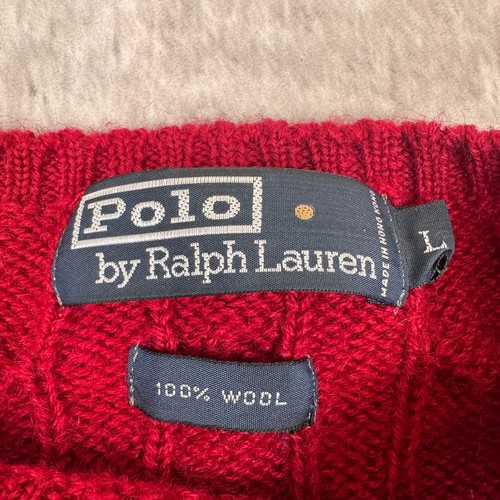 Polo
by Ralph Lauren
MADE IN HONG KONG
L
100% WOOL